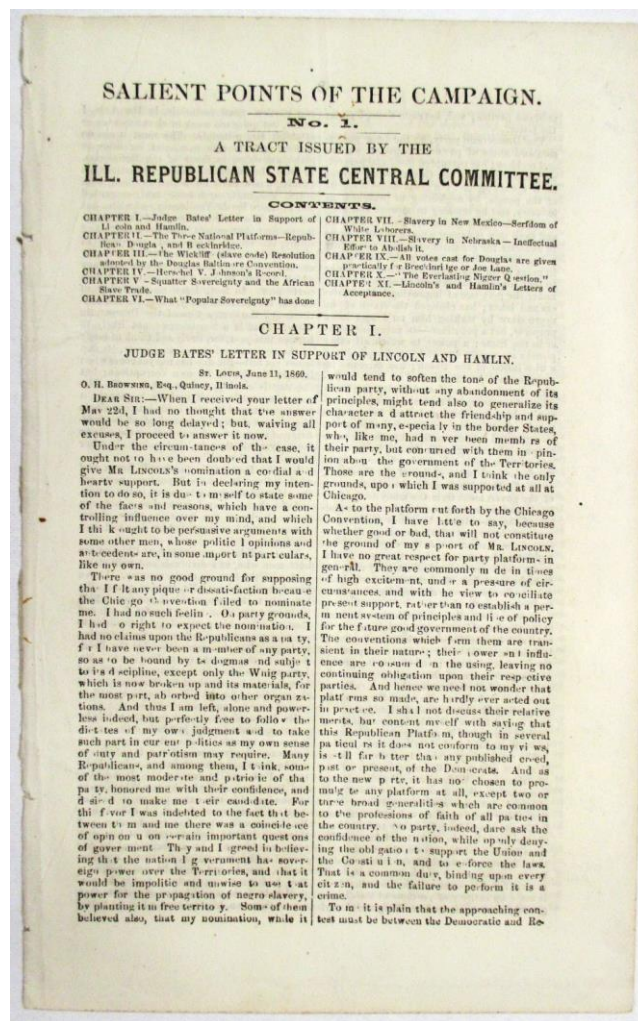 SALIENT POINTS OF THE CAMPAIGN.
No. 1.
A TRACT ISSUED BY THE
ILL. REPUBLICAN STATE CENTRAL COMMITTEE.
CONTENTS.
CHAPTER I.—Judge Bates' Letter in Support of
Li coln and Hamlin.
CHAPTER II.—The Three National Platforms—Repub-
lican Dougla , and B eckinridge.
CHAPTER III.—The Wickliff (slave code) Resolution
adopted by the Douglas Baltimore Convention.
CHAPTER IV.—Herschel V. Johnson's Record.
CHAPTER V —Squatter Sovereignty and the African
Slave Trade.
CHAPTER VI.—What "Popular Sovereignty" has done
CHAPTER VII.—Slavery in New Mexico—Serfdom of
White Laborers.
CHAPTER VIII.—Slavery in Nebraska—Ineffectual
Effort to Abolish it.
CHAPTER IX.—All votes cast for Douglas are given
practically for Breckinridge or Joe Lane.
CHAPTER X.—"The Everlasting Nigger Question."
CHAPTER XI.—Lincoln's and Hamlin's Letters of
Acceptance.
CHAPTER I.
JUDGE BATES' LETTER IN SUPPORT OF LINCOLN AND HAMLIN.
St. Louis, June 11, 1860.
O. H. Browning, Esq., Quincy, Illinois.
Dear Sir:—When I received your letter of
May 22d, I had no thought that the answer
would be so long delayed; but, waiving all
excuses, I proceed to answer it now.
Under the circumstances of the case, it
ought not to have been doubted that I would
give Mr. Lincoln's nomination a cordial and
hearty support. But in declaring my inten-
tion to do so, it is due to myself to state some
of the facts and reasons, which have a con-
trolling influence over my mind, and which
I think ought to be persuasive arguments with
some other men, whose political opinions and
antecedents are, in some important particulars,
like my own.
There was no good ground for supposing
that I felt any pique or dissatisfaction because
the Chicago Convention failed to nominate
me. I had no such feeling. On party grounds,
I had no right to expect the nomination. I
had no claims upon the Republicans as a party,
for I have never been a member of any party,
so as to be bound by its dogmas and subject
to its discipline, except only the Whig party,
which is now broken up and its materials, for
the most part, absorbed into other organiza-
tions. And thus I am left, alone and power-
less indeed, but perfectly free to follow the
dictates of my own judgment and to take
such part in current politics as my own sense
of duty and patriotism may require. Many
Republicans, and among them, I think, some
of the most moderate and patriotic of that
party, honored me with their confidence, and
desired to make me their candidate. For
this favor I was indebted to the fact that be-
tween them and me there was a coincidence
of opinion upon certain important questions
of government. They and I agreed in believ-
ing that the national government has sover-
eign power over the Territories, and that it
would be impolitic and unwise to use that
power for the propagation of negro slavery,
by planting it in free territory. Some of them
believed also, that my nomination, while it
would tend to soften the tone of the Repub-
lican party, without any abandonment of its
principles, might tend also to generalize its
character and attract the friendship and sup-
port of many, especially in the border States,
who, like me, had never been members of
their party, but concurred with them in opin-
ion about the government of the Territories.
Those are the grounds, and I think the only
grounds, upon which I was supported at all at
Chicago.
As to the platform put forth by the Chicago
Convention, I have little to say, because
whether good or bad, that will not constitute
the ground of my support of Mr. Lincoln.
I have no great respect for party platforms in
general. They are commonly made in times
of high excitement, under a pressure of cir-
cumstances, and with the view to conciliate
present support, rather than to establish a per-
manent system of principles and line of policy
for the future good government of the country.
The conventions which form them are tran-
sient in their nature; their power and influ-
ence are consumed in the using, leaving no
continuing obligation upon their respective
parties. And hence we need not wonder that
platforms so made, are hardly ever acted out
in practice. I shall not discuss their relative
merits, but content myself with saying that
this Republican Platform, though in several
particulars it does not conform to my views,
is still far better than any published creed,
past or present, of the Democrats. And as
to the new party, it has not chosen to pro-
mulgate any platform at all, except two or
three broad generalities which are common
to the professions of faith of all parties in
the country. No party, indeed, dare ask the
confidence of the nation, while openly deny-
ing the obligation to support the Union and
the Constitution, and to enforce the laws.
That is a common duty, binding upon every
citizen, and the failure to perform it is a
crime.
To me it is plain that the approaching con-
test must be between the Democratic and Re-